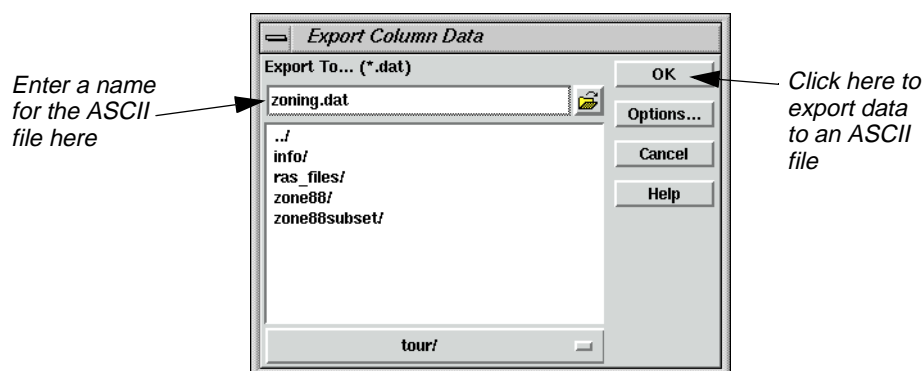 Export Column Data
Export To... (*.dat)
zoning.dat
../
info/
ras_files/
zone88/
zone88subset/
tour/
OK
Options...
Cancel
Help
Enter a name
for the ASCII
file here
Click here to
export data
to an ASCII
file